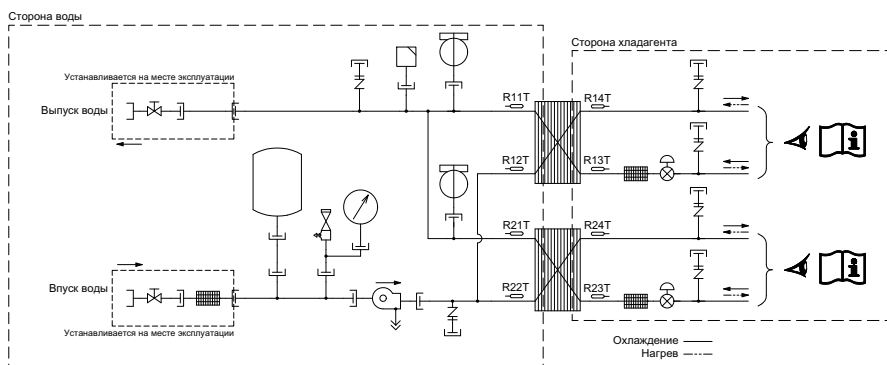 Сторона воды
Сторона хладагента
Устанавливается на месте эксплуатации
Выпуск воды
R11T
R14T
R12T
R13T
R21T
R24T
Впуск воды
R22T
R23T
Устанавливается на месте эксплуатации
Охлаждение
Нагрев